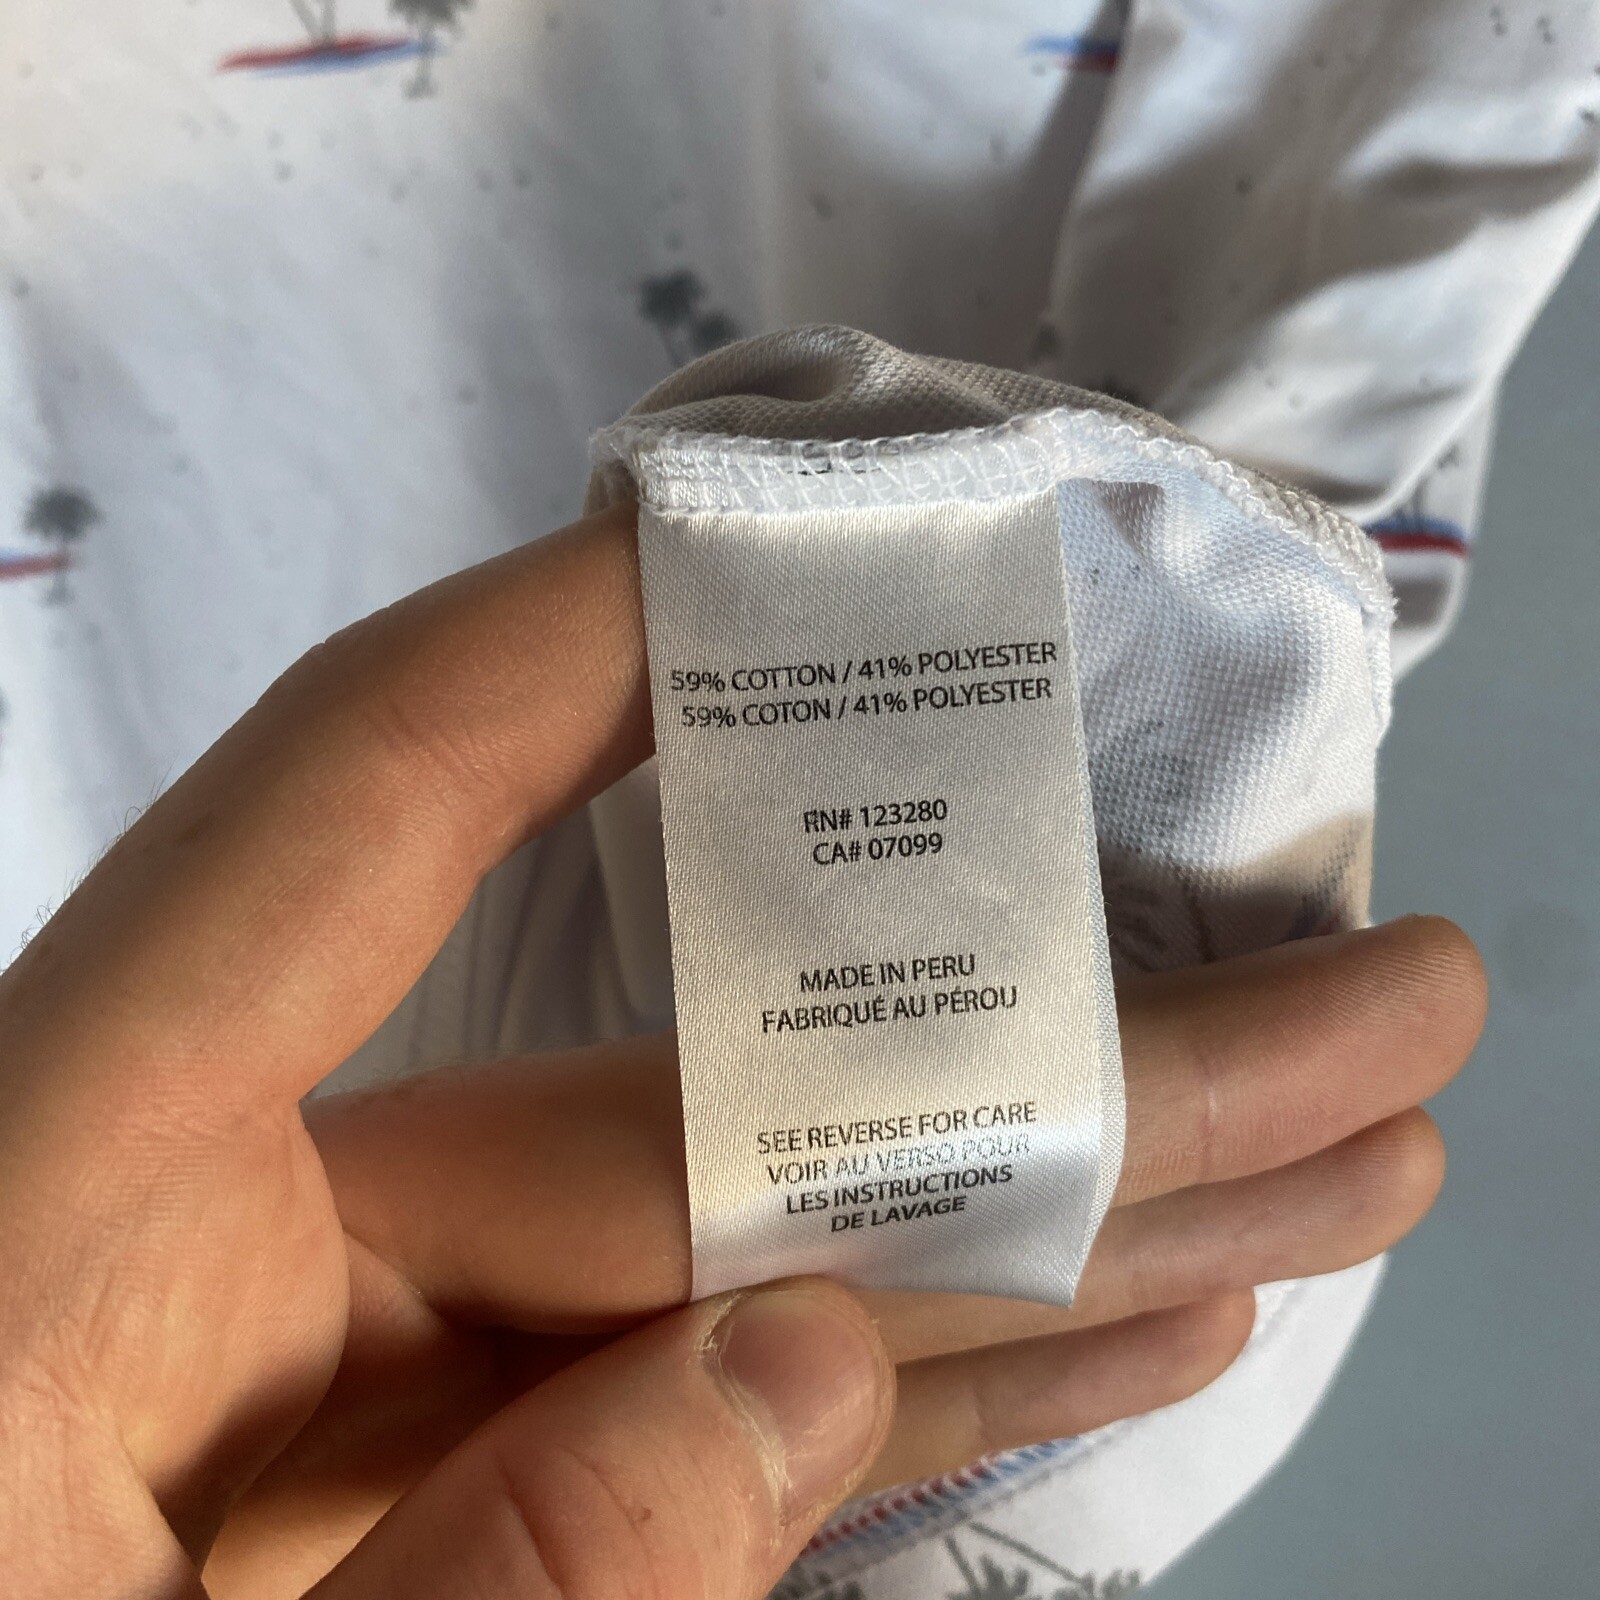 59% COTTON / 41% POLYESTER
59% COTON / 41% POLYESTER
RN# 123280
CA# 07099
MADE IN PERU
FABRIQUÉ AU PÉROU
SEE REVERSE FOR CARE
VOIR AU VERSO POUR
LES INSTRUCTIONS
DE LAVAGE